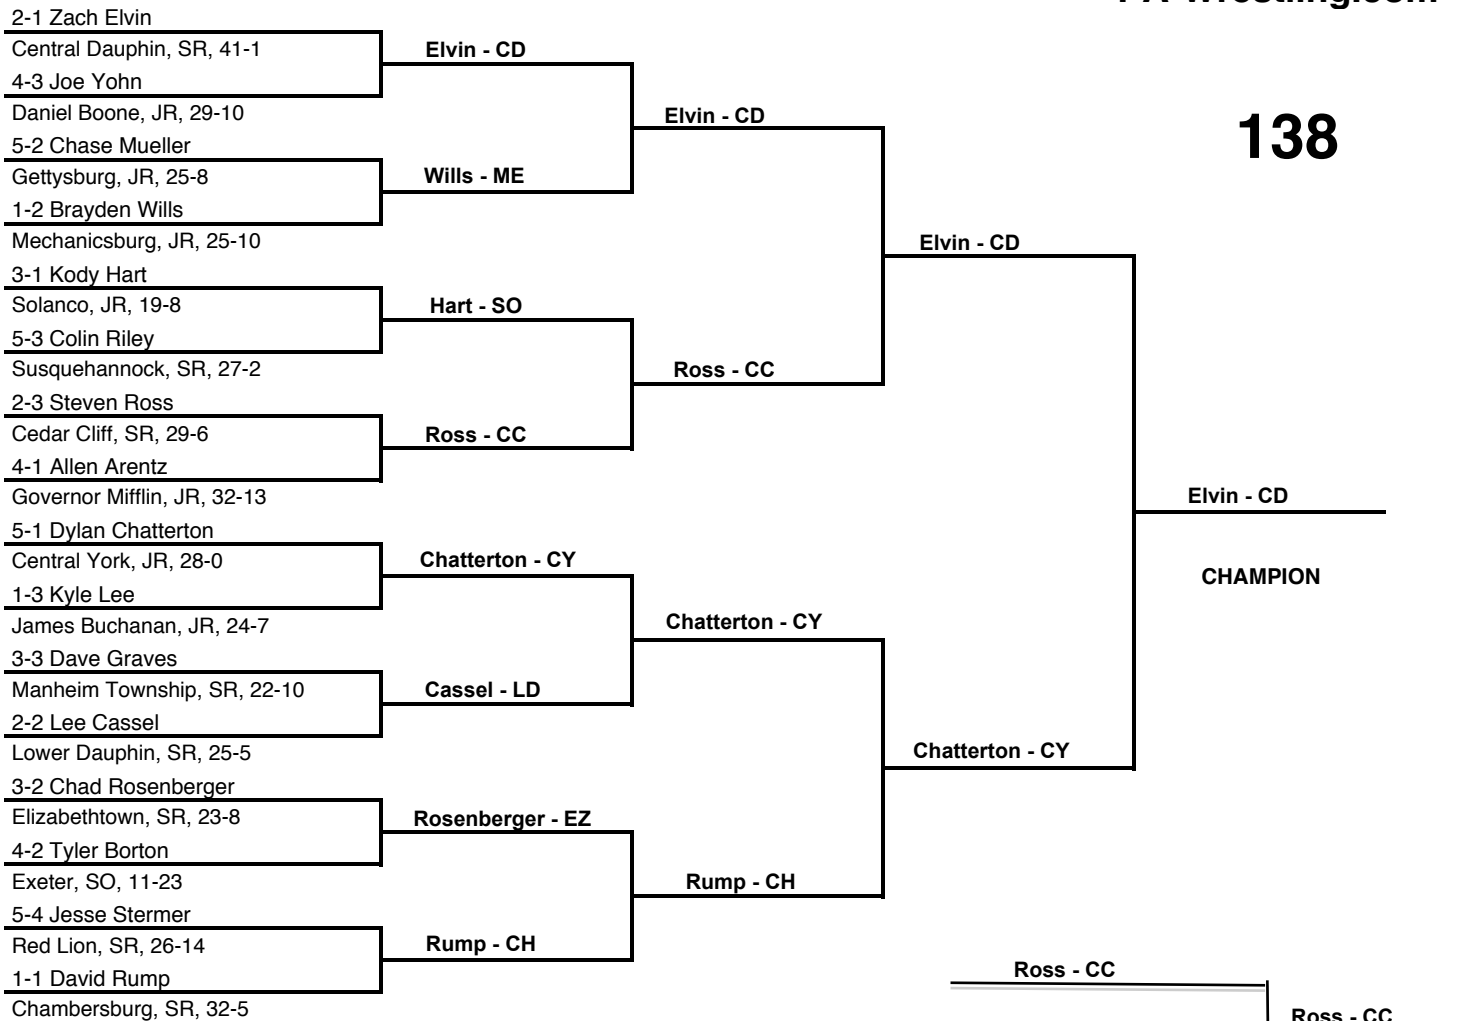 PA-wrestling.com
138
2-1 Zach Elvin
Central Dauphin, SR, 41-1
4-3 Joe Yohn
Daniel Boone, JR, 29-10
5-2 Chase Mueller
Gettysburg, JR, 25-8
1-2 Brayden Wills
Mechanicsburg, JR, 25-10
3-1 Kody Hart
Solanco, JR, 19-8
5-3 Colin Riley
Susquehannock, SR, 27-2
2-3 Steven Ross
Cedar Cliff, SR, 29-6
4-1 Allen Arentz
Governor Mifflin, JR, 32-13
5-1 Dylan Chatterton
Central York, JR, 28-0
1-3 Kyle Lee
James Buchanan, JR, 24-7
3-3 Dave Graves
Manheim Township, SR, 22-10
2-2 Lee Cassel
Lower Dauphin, SR, 25-5
3-2 Chad Rosenberger
Elizabethtown, SR, 23-8
4-2 Tyler Borton
Exeter, SO, 11-23
5-4 Jesse Stermer
Red Lion, SR, 26-14
1-1 David Rump
Chambersburg, SR, 32-5
Elvin - CD
Wills - ME
Hart - SO
Ross - CC
Chatterton - CY
Cassel - LD
Rosenberger - EZ
Rump - CH
Elvin - CD
Ross - CC
Chatterton - CY
Rump - CH
Elvin - CD
Chatterton - CY
Elvin - CD
CHAMPION
Ross - CC
Ross - CC